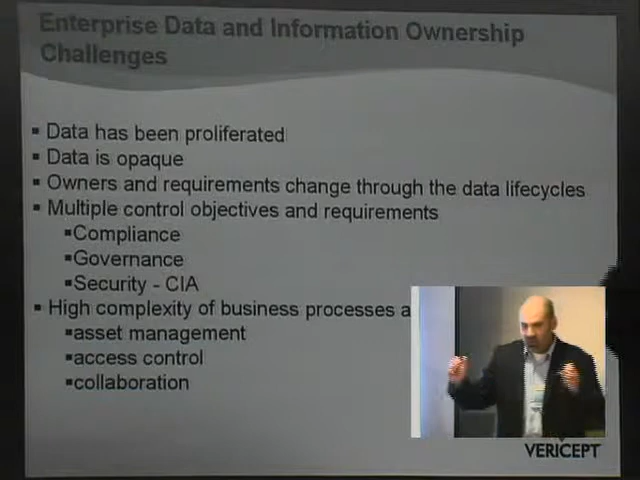 Enterprise Data and Information Ownership
Challenges
▪ Data has been proliferated
▪ Data is opaque
▪ Owners and requirements change through the data lifecycles
▪ Multiple control objectives and requirements
▪Compliance
▪Governance
▪Security - CIA
▪ High complexity of business processes a
▪asset management
▪access control
▪collaboration
VERICEPT